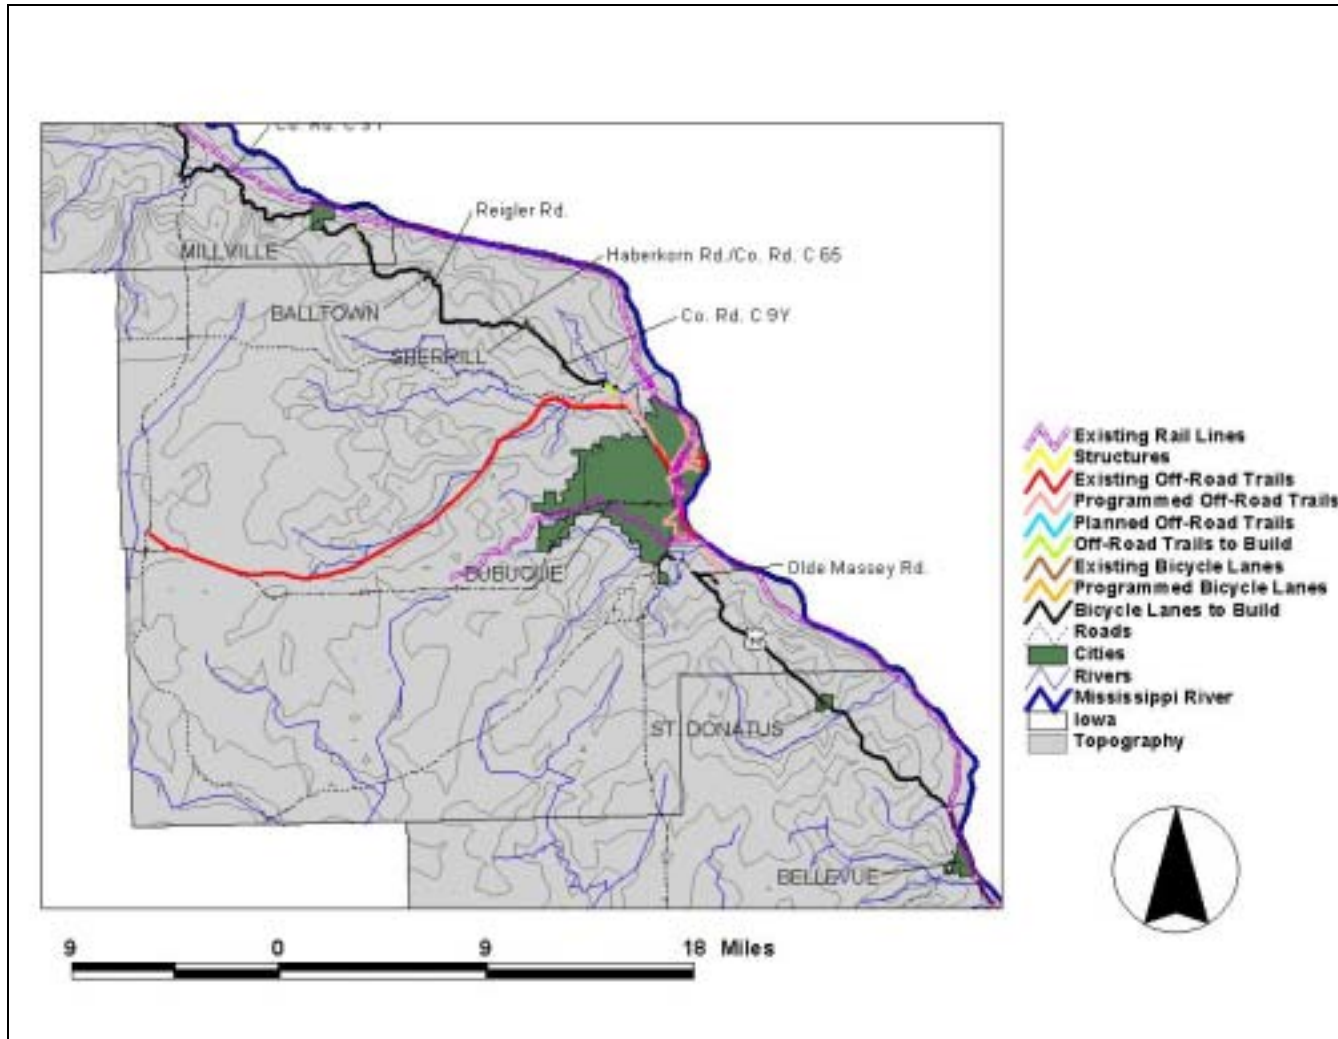 Reigler Rd.
MILLVILLE
Haberkorn Rd./Co. Rd. C 65
BALLTOWN
Co. Rd. C 9Y
SHERRILL
DUBUQUE
Olde Massey Rd.
ST. DONATUS
BELLEVUE
Existing Rail Lines
Structures
Existing Off-Road Trails
Programmed Off-Road Trails
Planned Off-Road Trails
Off-Road Trails to Build
Existing Bicycle Lanes
Programmed Bicycle Lanes
Bicycle Lanes to Build
Roads
Cities
Rivers
Mississippi River
Iowa
Topography
9 0 9 18 Miles